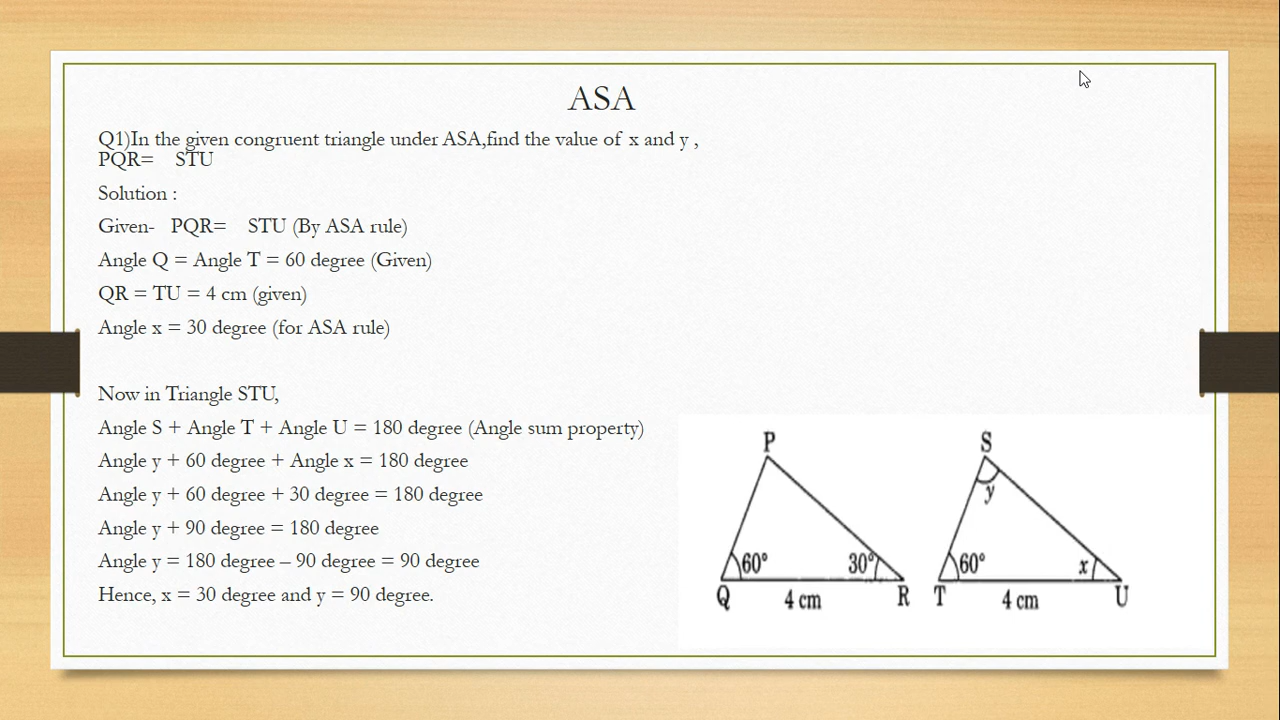 ASA
Q1)In the given congruent triangle under ASA,find the value of x and y ,
PQR= STU
Solution :
Given- PQR= STU (By ASA rule)
Angle Q = Angle T = 60 degree (Given)
QR = TU = 4 cm (given)
Angle x = 30 degree (for ASA rule)
Now in Triangle STU,
Angle S + Angle T + Angle U = 180 degree (Angle sum property)
Angle y + 60 degree + Angle x = 180 degree
Angle y + 60 degree + 30 degree = 180 degree
Angle y + 90 degree = 180 degree
Angle y = 180 degree – 90 degree = 90 degree
Hence, x = 30 degree and y = 90 degree.
P S
y
60° 30° 60° x
Q 4 cm R T 4 cm U